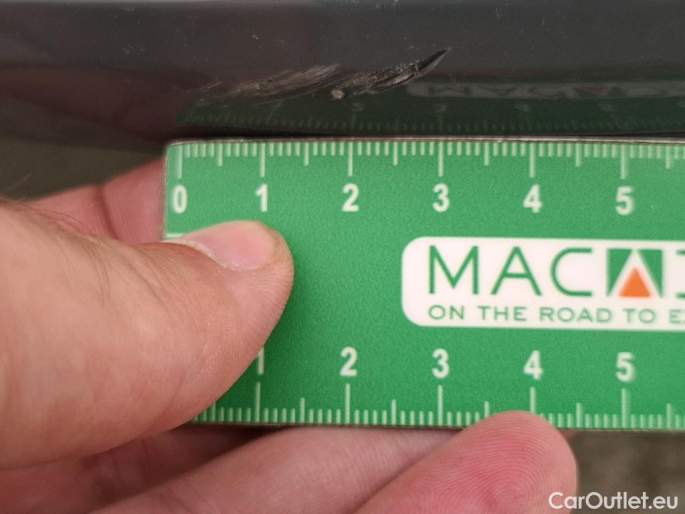 0 1 2 3 4 5
MAC
ON THE ROAD TO
1 2 3 4 5
CarOutlet.eu